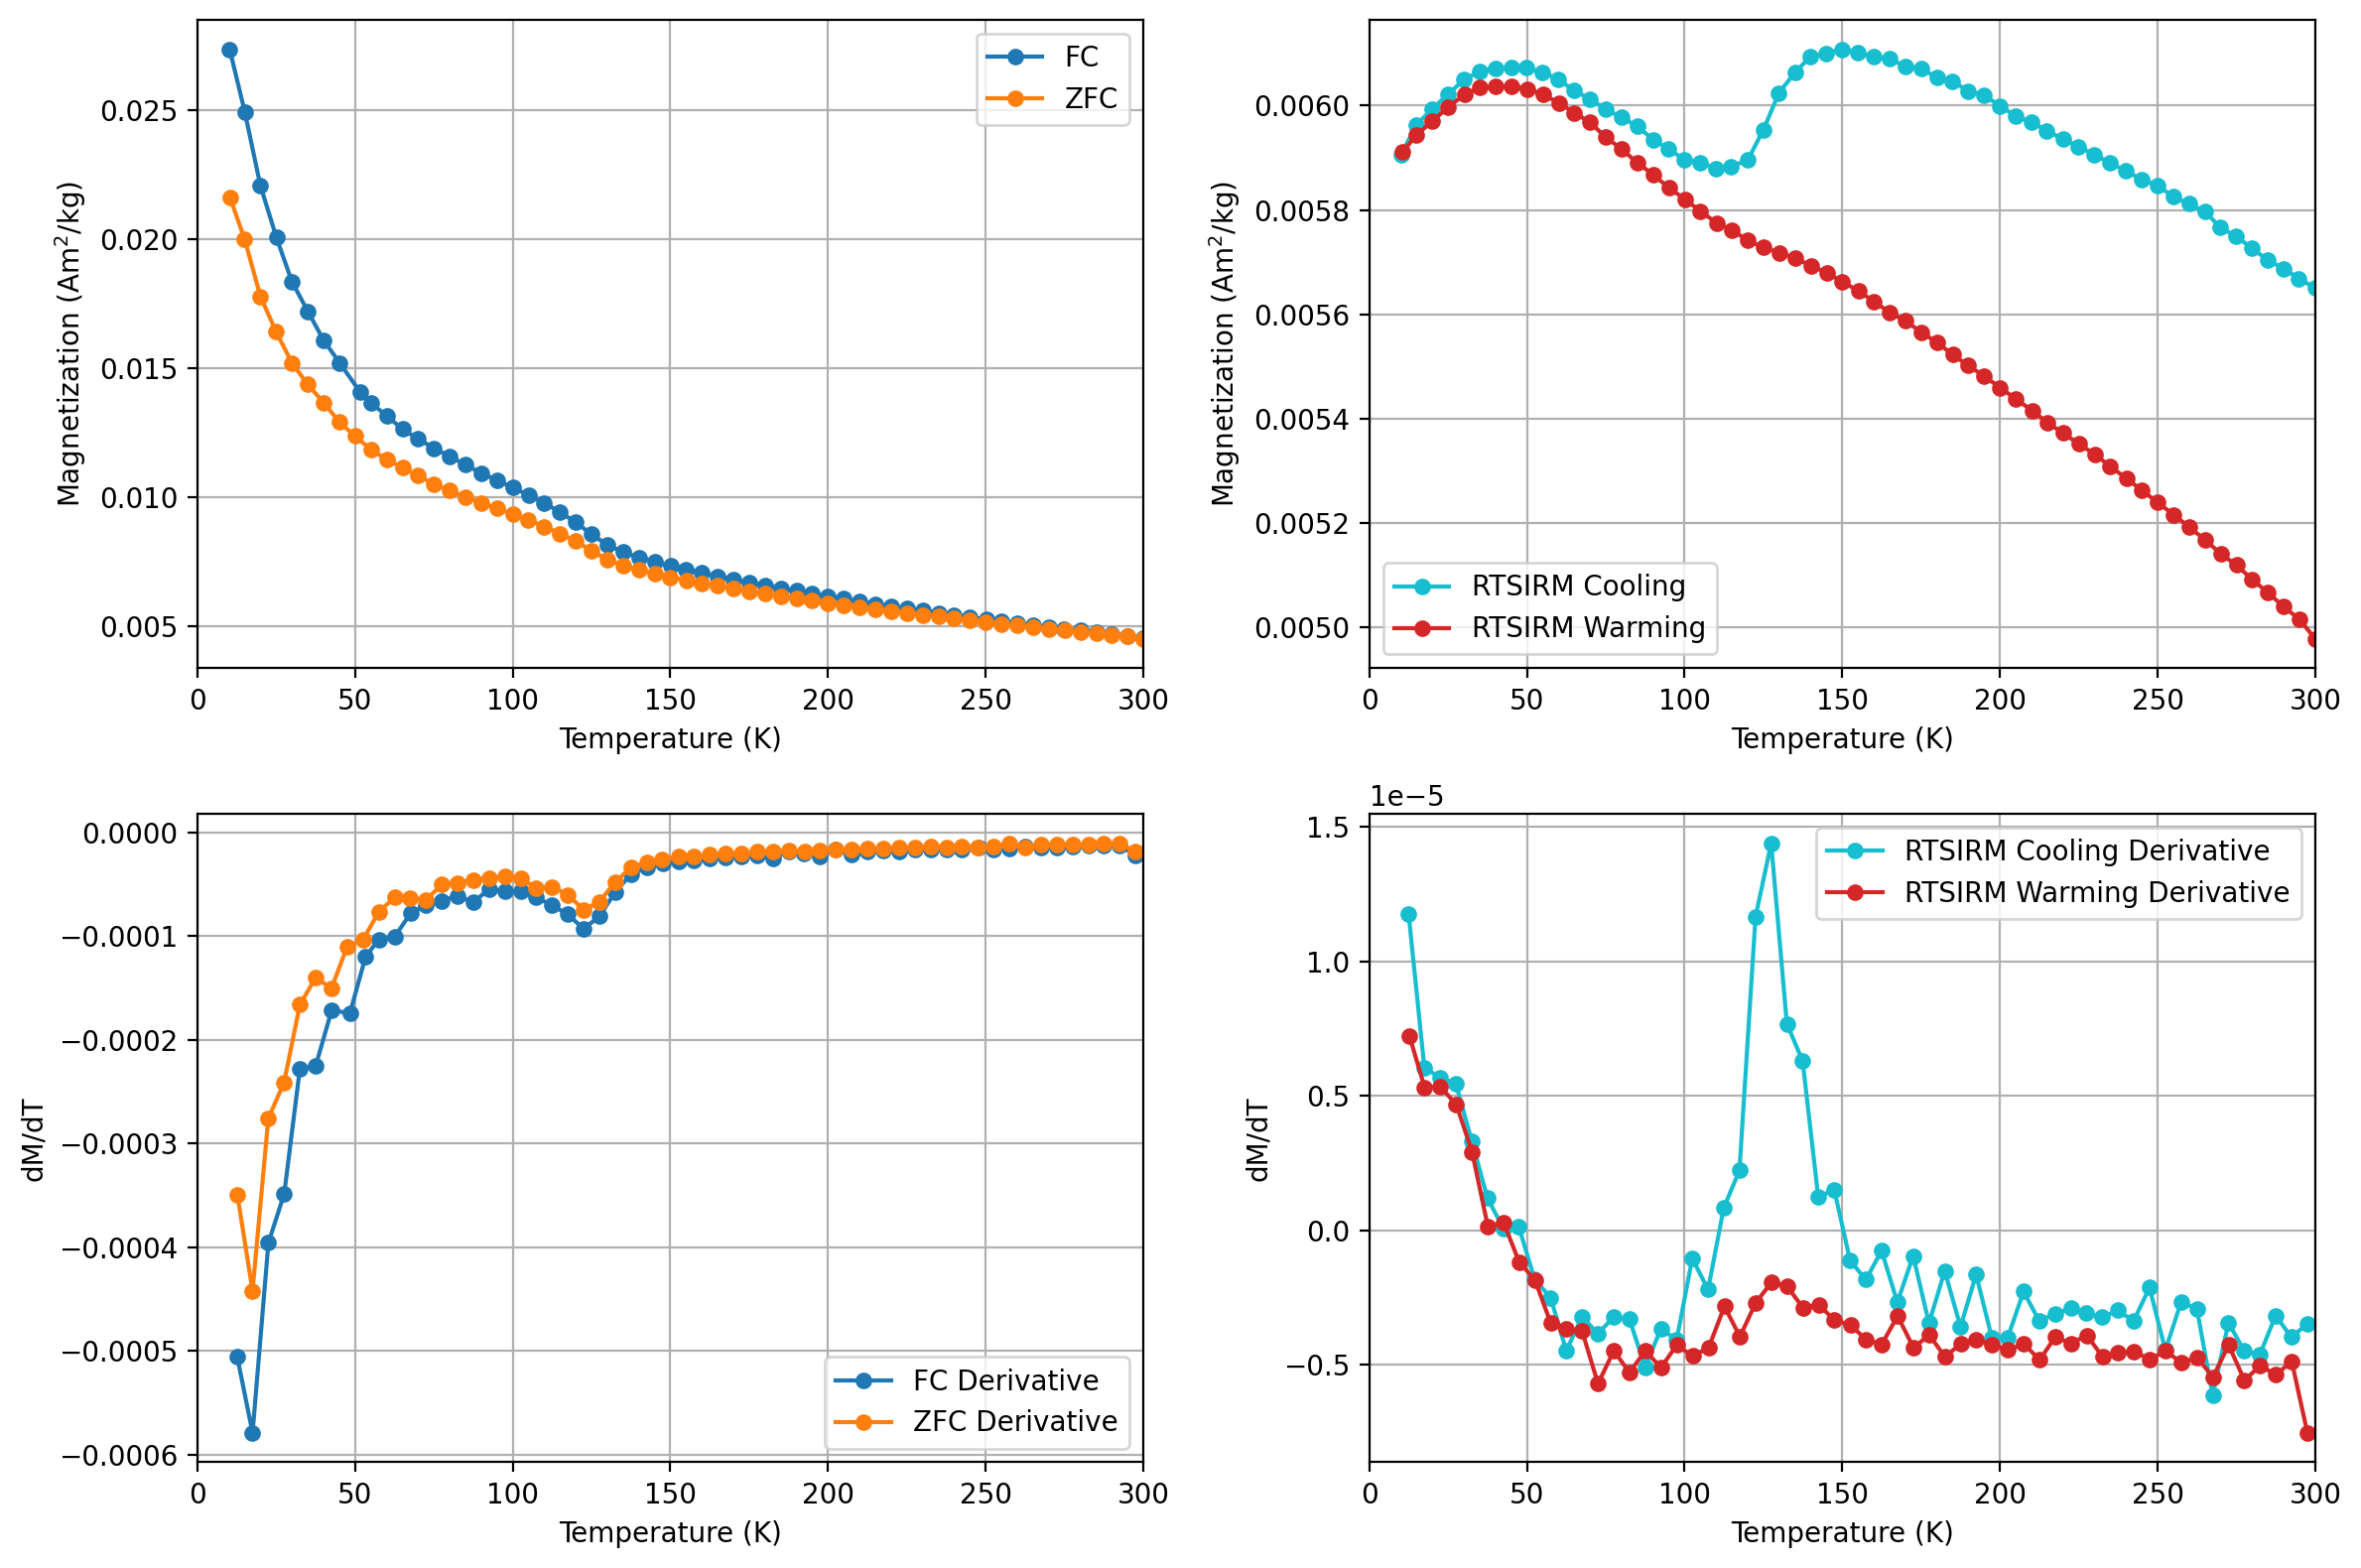 FC
ZFC
0.025
0.020
0.015
0.010
0.005
Magnetization (Am²/kg)
0 50 100 150 200 250 300
Temperature (K)
0.0060
0.0058
0.0056
0.0054
0.0052
0.0050
Magnetization (Am²/kg)
RTSIRM Cooling
RTSIRM Warming
0 50 100 150 200 250 300
Temperature (K)
0.0000
−0.0001
−0.0002
−0.0003
−0.0004
−0.0005
−0.0006
dM/dT
FC Derivative
ZFC Derivative
0 50 100 150 200 250 300
Temperature (K)
1e−5
1.5
1.0
0.5
0.0
−0.5
dM/dT
RTSIRM Cooling Derivative
RTSIRM Warming Derivative
0 50 100 150 200 250 300
Temperature (K)